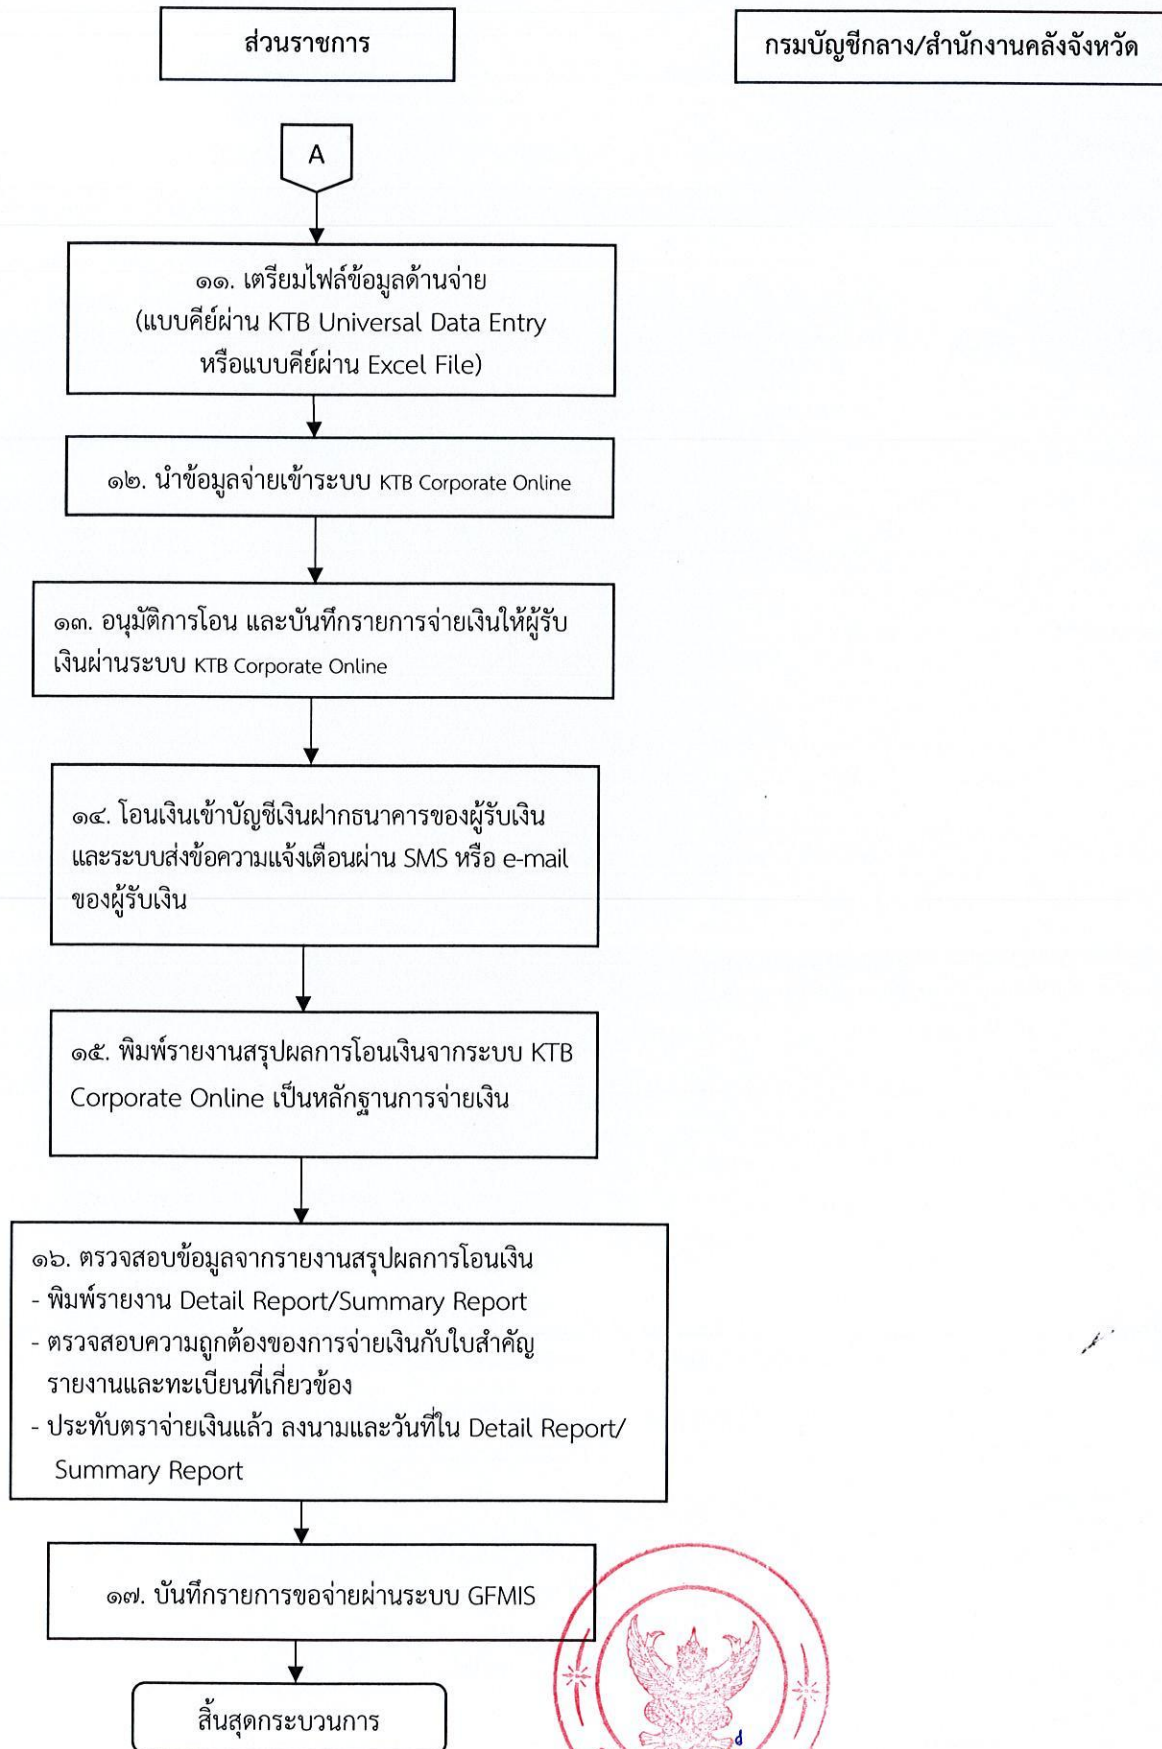 ส่วนราชการ
กรมบัญชีกลาง/สำนักงานคลังจังหวัด
A
๑๑. เตรียมไฟล์ข้อมูลด้านจ่าย
(แบบคีย์ผ่าน KTB Universal Data Entry
หรือแบบคีย์ผ่าน Excel File)
๑๒. นำข้อมูลจ่ายเข้าระบบ KTB Corporate Online
๑๓. อนุมัติการโอน และบันทึกรายการจ่ายเงินให้ผู้รับ
เงินผ่านระบบ KTB Corporate Online
๑๔. โอนเงินเข้าบัญชีเงินฝากธนาคารของผู้รับเงิน
และระบบส่งข้อความแจ้งเตือนผ่าน SMS หรือ e-mail
ของผู้รับเงิน
๑๕. พิมพ์รายงานสรุปผลการโอนเงินจากระบบ KTB
Corporate Online เป็นหลักฐานการจ่ายเงิน
๑๖. ตรวจสอบข้อมูลจากรายงานสรุปผลการโอนเงิน
- พิมพ์รายงาน Detail Report/Summary Report
- ตรวจสอบความถูกต้องของการจ่ายเงินกับใบสำคัญ
รายงานและทะเบียนที่เกี่ยวข้อง
- ประทับตราจ่ายเงินแล้ว ลงนามและวันที่ใน Detail Report/
Summary Report
๑๗. บันทึกรายการขอจ่ายผ่านระบบ GFMIS
สิ้นสุดกระบวนการ